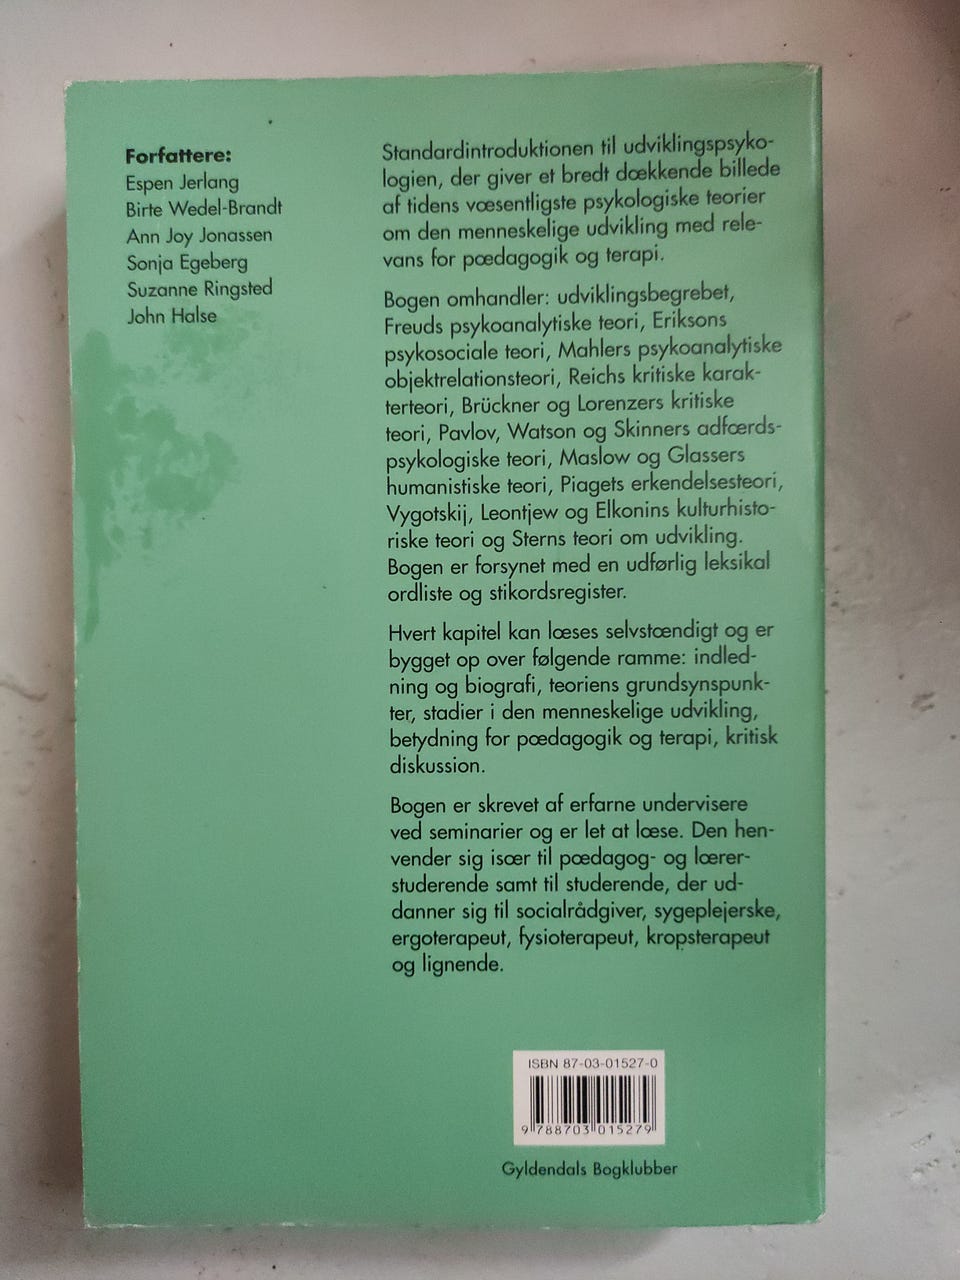 Forfattere:
Espen Jerlang
Birte Wedel-Brandt
Ann Joy Jonassen
Sonja Egeberg
Suzanne Ringsted
John Halse
Standardintroduktionen til udviklingspsyko-
logien, der giver et bredt dækkende billede
af tidens væsentligste psykologiske teorier
om den menneskelige udvikling med rele-
vans for pædagogik og terapi.
Bogen omhandler: udviklingsbegrebet,
Freuds psykoanalytiske teori, Eriksons
psykosociale teori, Mahlers psykoanalytiske
objektrelationsteori, Reichs kritiske karak-
terteori, Brückner og Lorenzers kritiske
teori, Pavlov, Watson og Skinners adfærds-
psykologiske teori, Maslow og Glassers
humanistiske teori, Piagets erkendelsesteori,
Vygotskij, Leontjew og Elkonins kulturhisto-
riske teori og Sterns teori om udvikling.
Bogen er forsynet med en udførlig leksikal
ordliste og stikordsregister.
Hvert kapitel kan læses selvstændigt og er
bygget op over følgende ramme: indled-
ning og biografi, teoriens grundsynspunk-
ter, stadier i den menneskelige udvikling,
betydning for pædagogik og terapi, kritisk
diskussion.
Bogen er skrevet af erfarne undervisere
ved seminarier og er let at læse. Den hen-
vender sig især til pædagog- og lærer-
studerende samt til studerende, der ud-
danner sig til socialrådgiver, sygeplejerske,
ergoterapeut, fysioterapeut, kropsterapeut
og lignende.
ISBN 87-03-01527-0
9 788703 015279
Gyldendals Bogklubber